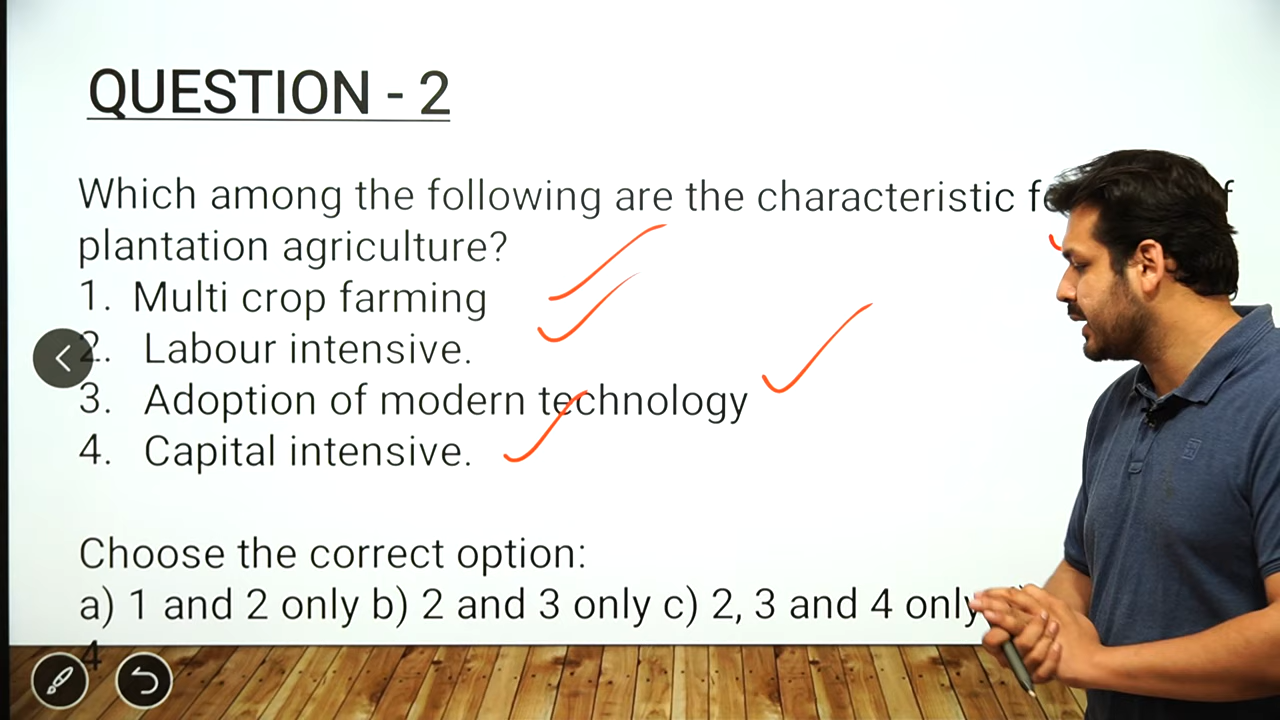 QUESTION - 2
Which among the following are the characteristic
plantation agriculture?
1. Multi crop farming
2. Labour intensive.
3. Adoption of modern technology
4. Capital intensive.
Choose the correct option:
a) 1 and 2 only b) 2 and 3 only c) 2, 3 and 4 only
4